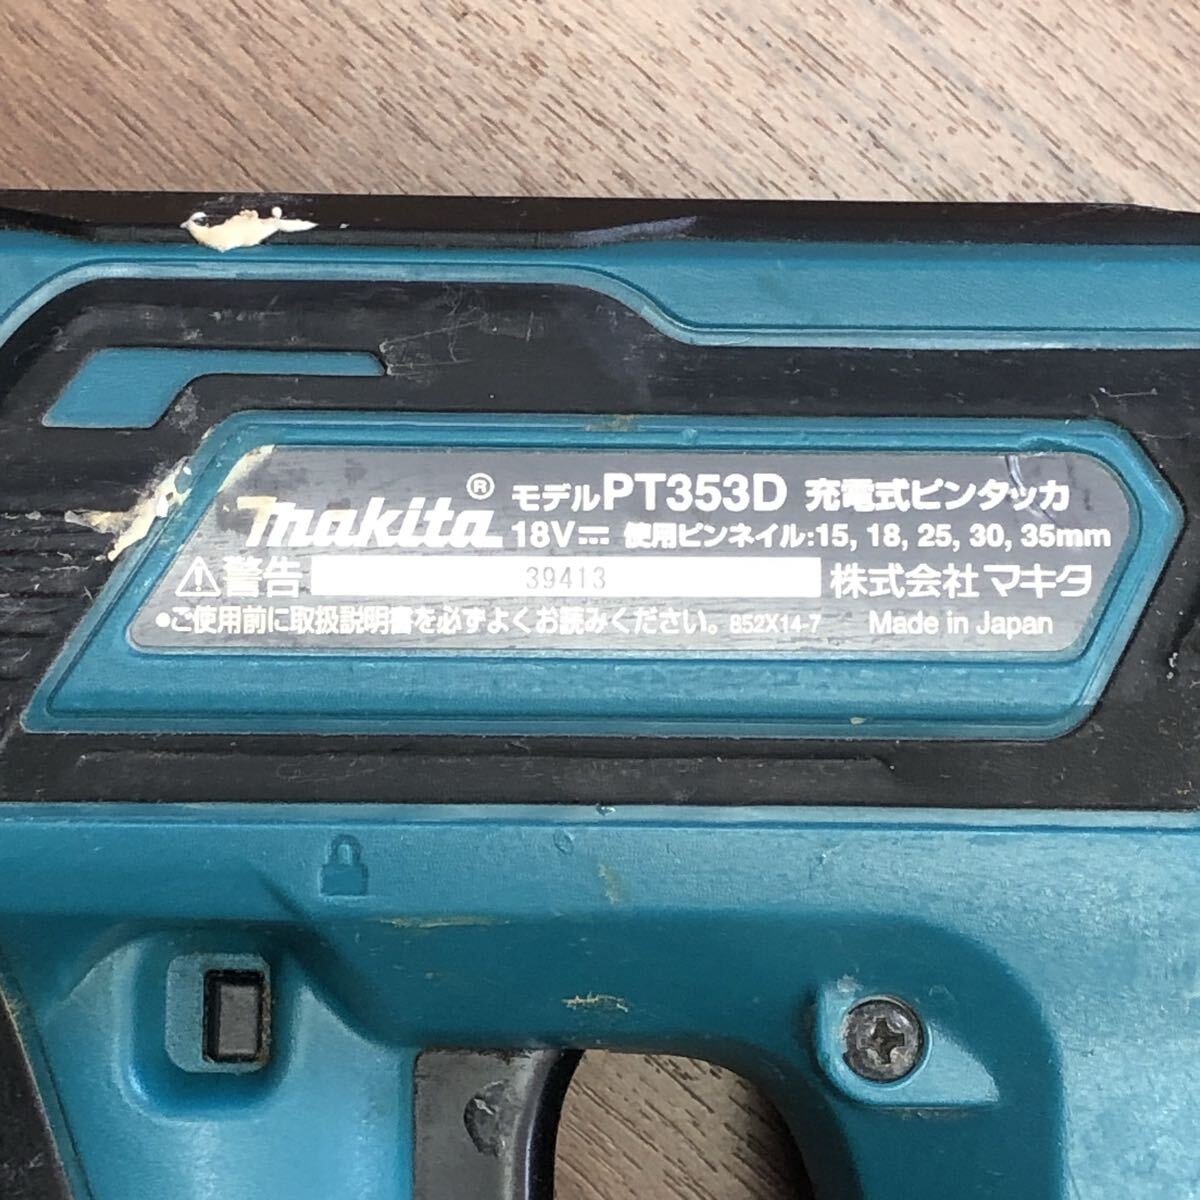 makita® モデルPT353D 充電式ピンタッカ
18V⎓ 使用ピンネイル:15, 18, 25, 30, 35mm
⚠警告 39413 株式会社 マキタ
●ご使用前に取扱説明書を必ずよくお読みください。 852X14-7 Made in Japan